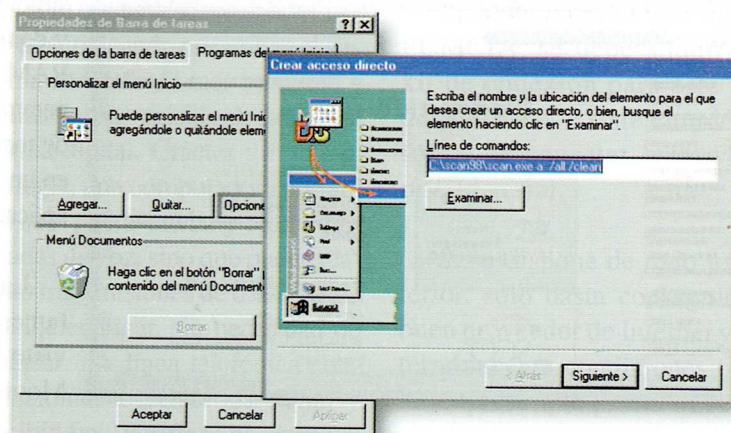 Propiedades de Barra de tareas
Opciones de la barra de tareas
Programas del menú Inicio
Personalizar el menú Inicio
Puede personalizar el menú Inic
agregándole o quitándole elem
Agregar...
Quitar...
Opcione
Menú Documentos
Haga clic en el botón "Borrar"
contenido del menú Document
Borrar
Aceptar
Cancelar
Aplicar
Crear acceso directo
Escriba el nombre y la ubicación del elemento para el que
desea crear un acceso directo, o bien, busque el
elemento haciendo clic en "Examinar".
Línea de comandos:
C:\scan98\scan.exe a: /all /clean
Examinar...
< Atrás
Siguiente >
Cancelar